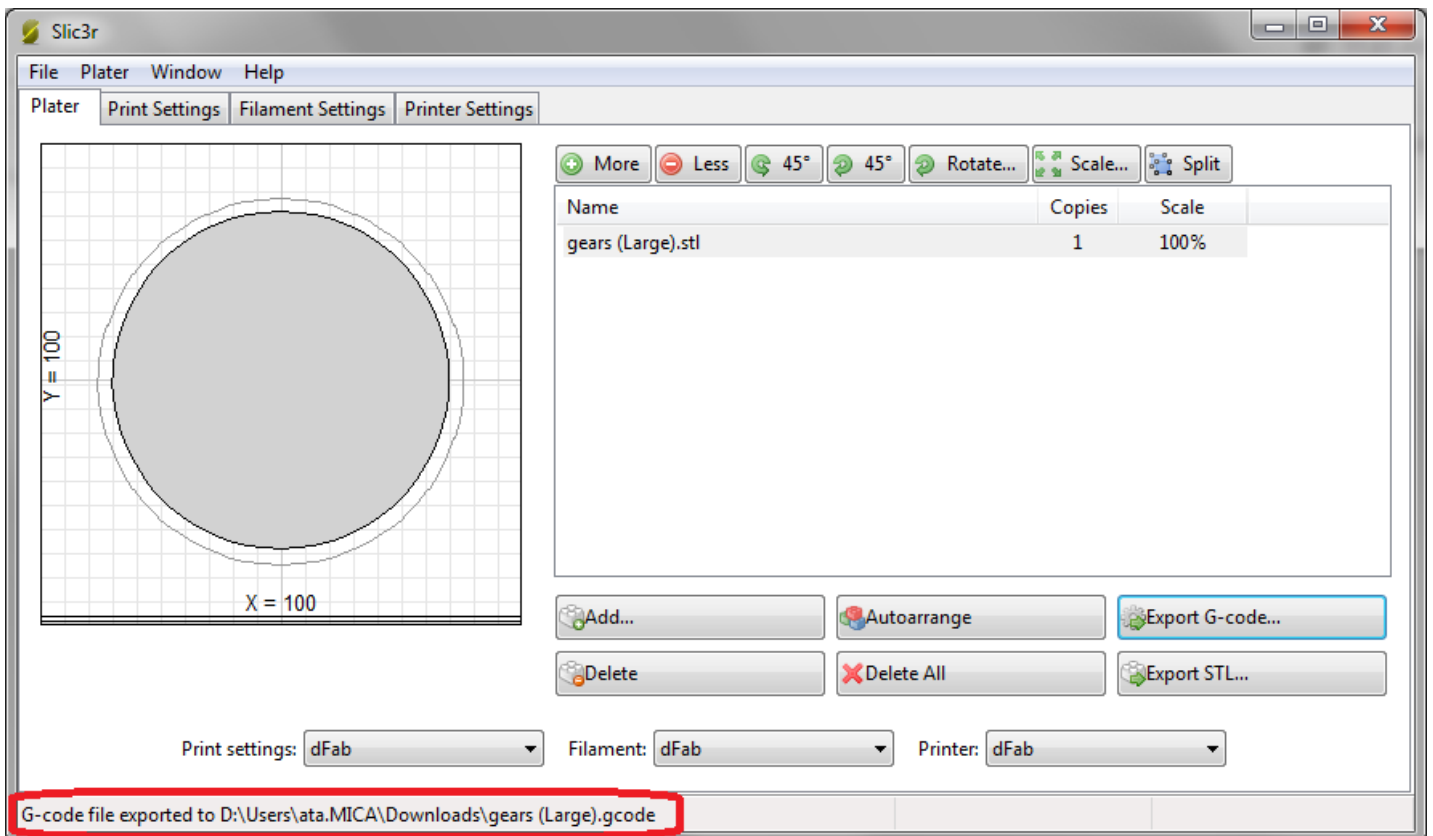 Slic3r
File Plater Window Help
Plater Print Settings Filament Settings Printer Settings
More Less 45° 45° Rotate... Scale... Split
Name Copies Scale
gears (Large).stl 1 100%
Y = 100
X = 100
Add... Autoarrange Export G-code...
Delete Delete All Export STL...
Print settings: dFab Filament: dFab Printer: dFab
G-code file exported to D:\Users\ata.MICA\Downloads\gears (Large).gcode